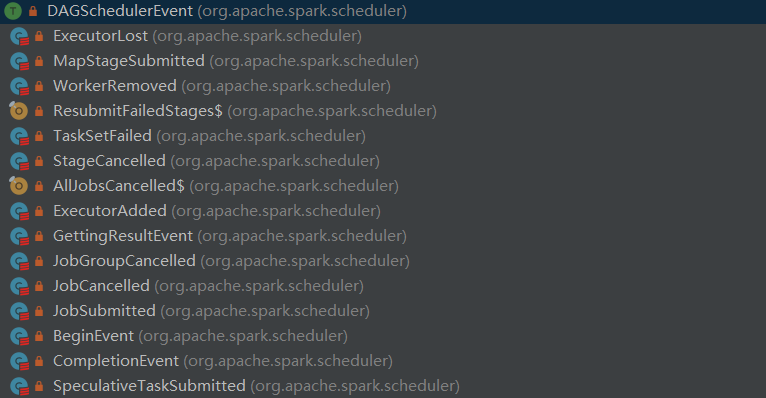 DAGSchedulerEvent (org.apache.spark.scheduler)
ExecutorLost (org.apache.spark.scheduler)
MapStageSubmitted (org.apache.spark.scheduler)
WorkerRemoved (org.apache.spark.scheduler)
ResubmitFailedStages$ (org.apache.spark.scheduler)
TaskSetFailed (org.apache.spark.scheduler)
StageCancelled (org.apache.spark.scheduler)
AllJobsCancelled$ (org.apache.spark.scheduler)
ExecutorAdded (org.apache.spark.scheduler)
GettingResultEvent (org.apache.spark.scheduler)
JobGroupCancelled (org.apache.spark.scheduler)
JobCancelled (org.apache.spark.scheduler)
JobSubmitted (org.apache.spark.scheduler)
BeginEvent (org.apache.spark.scheduler)
CompletionEvent (org.apache.spark.scheduler)
SpeculativeTaskSubmitted (org.apache.spark.scheduler)